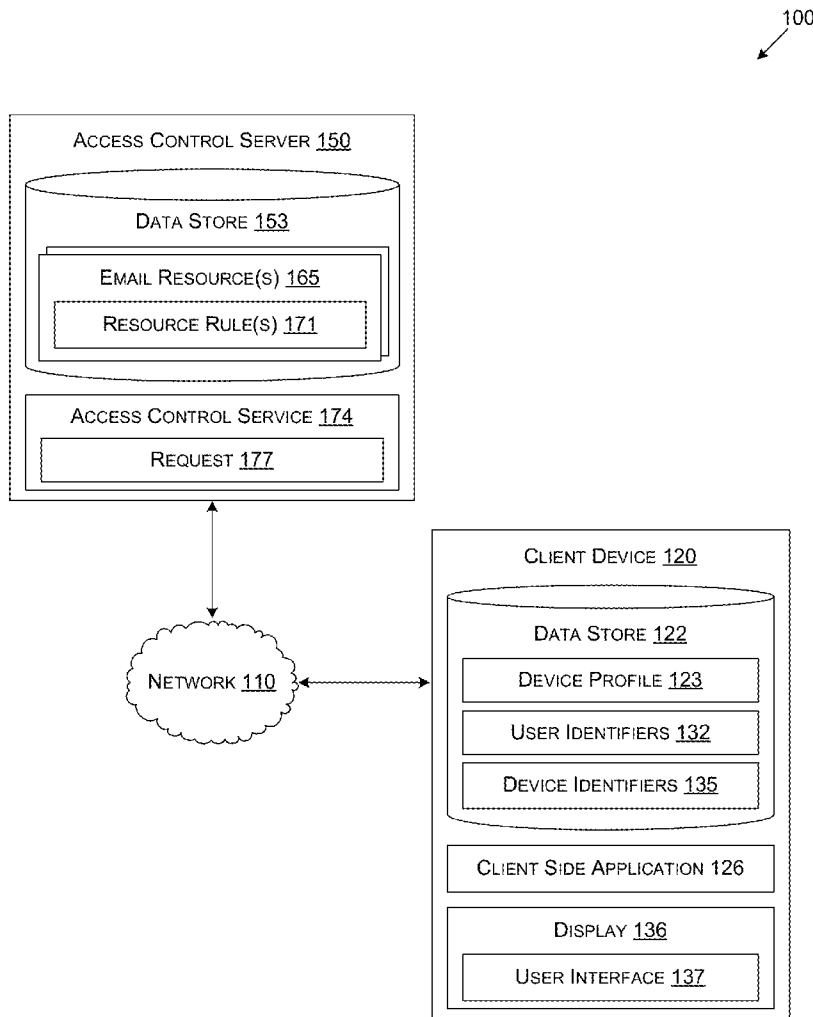 100
ACCESS CONTROL SERVER 150
DATA STORE 153
EMAIL RESOURCE(S) 165
RESOURCE RULE(S) 171
ACCESS CONTROL SERVICE 174
REQUEST 177
CLIENT DEVICE 120
DATA STORE 122
NETWORK 110
DEVICE PROFILE 123
USER IDENTIFIERS 132
DEVICE IDENTIFIERS 135
CLIENT SIDE APPLICATION 126
DISPLAY 136
USER INTERFACE 137